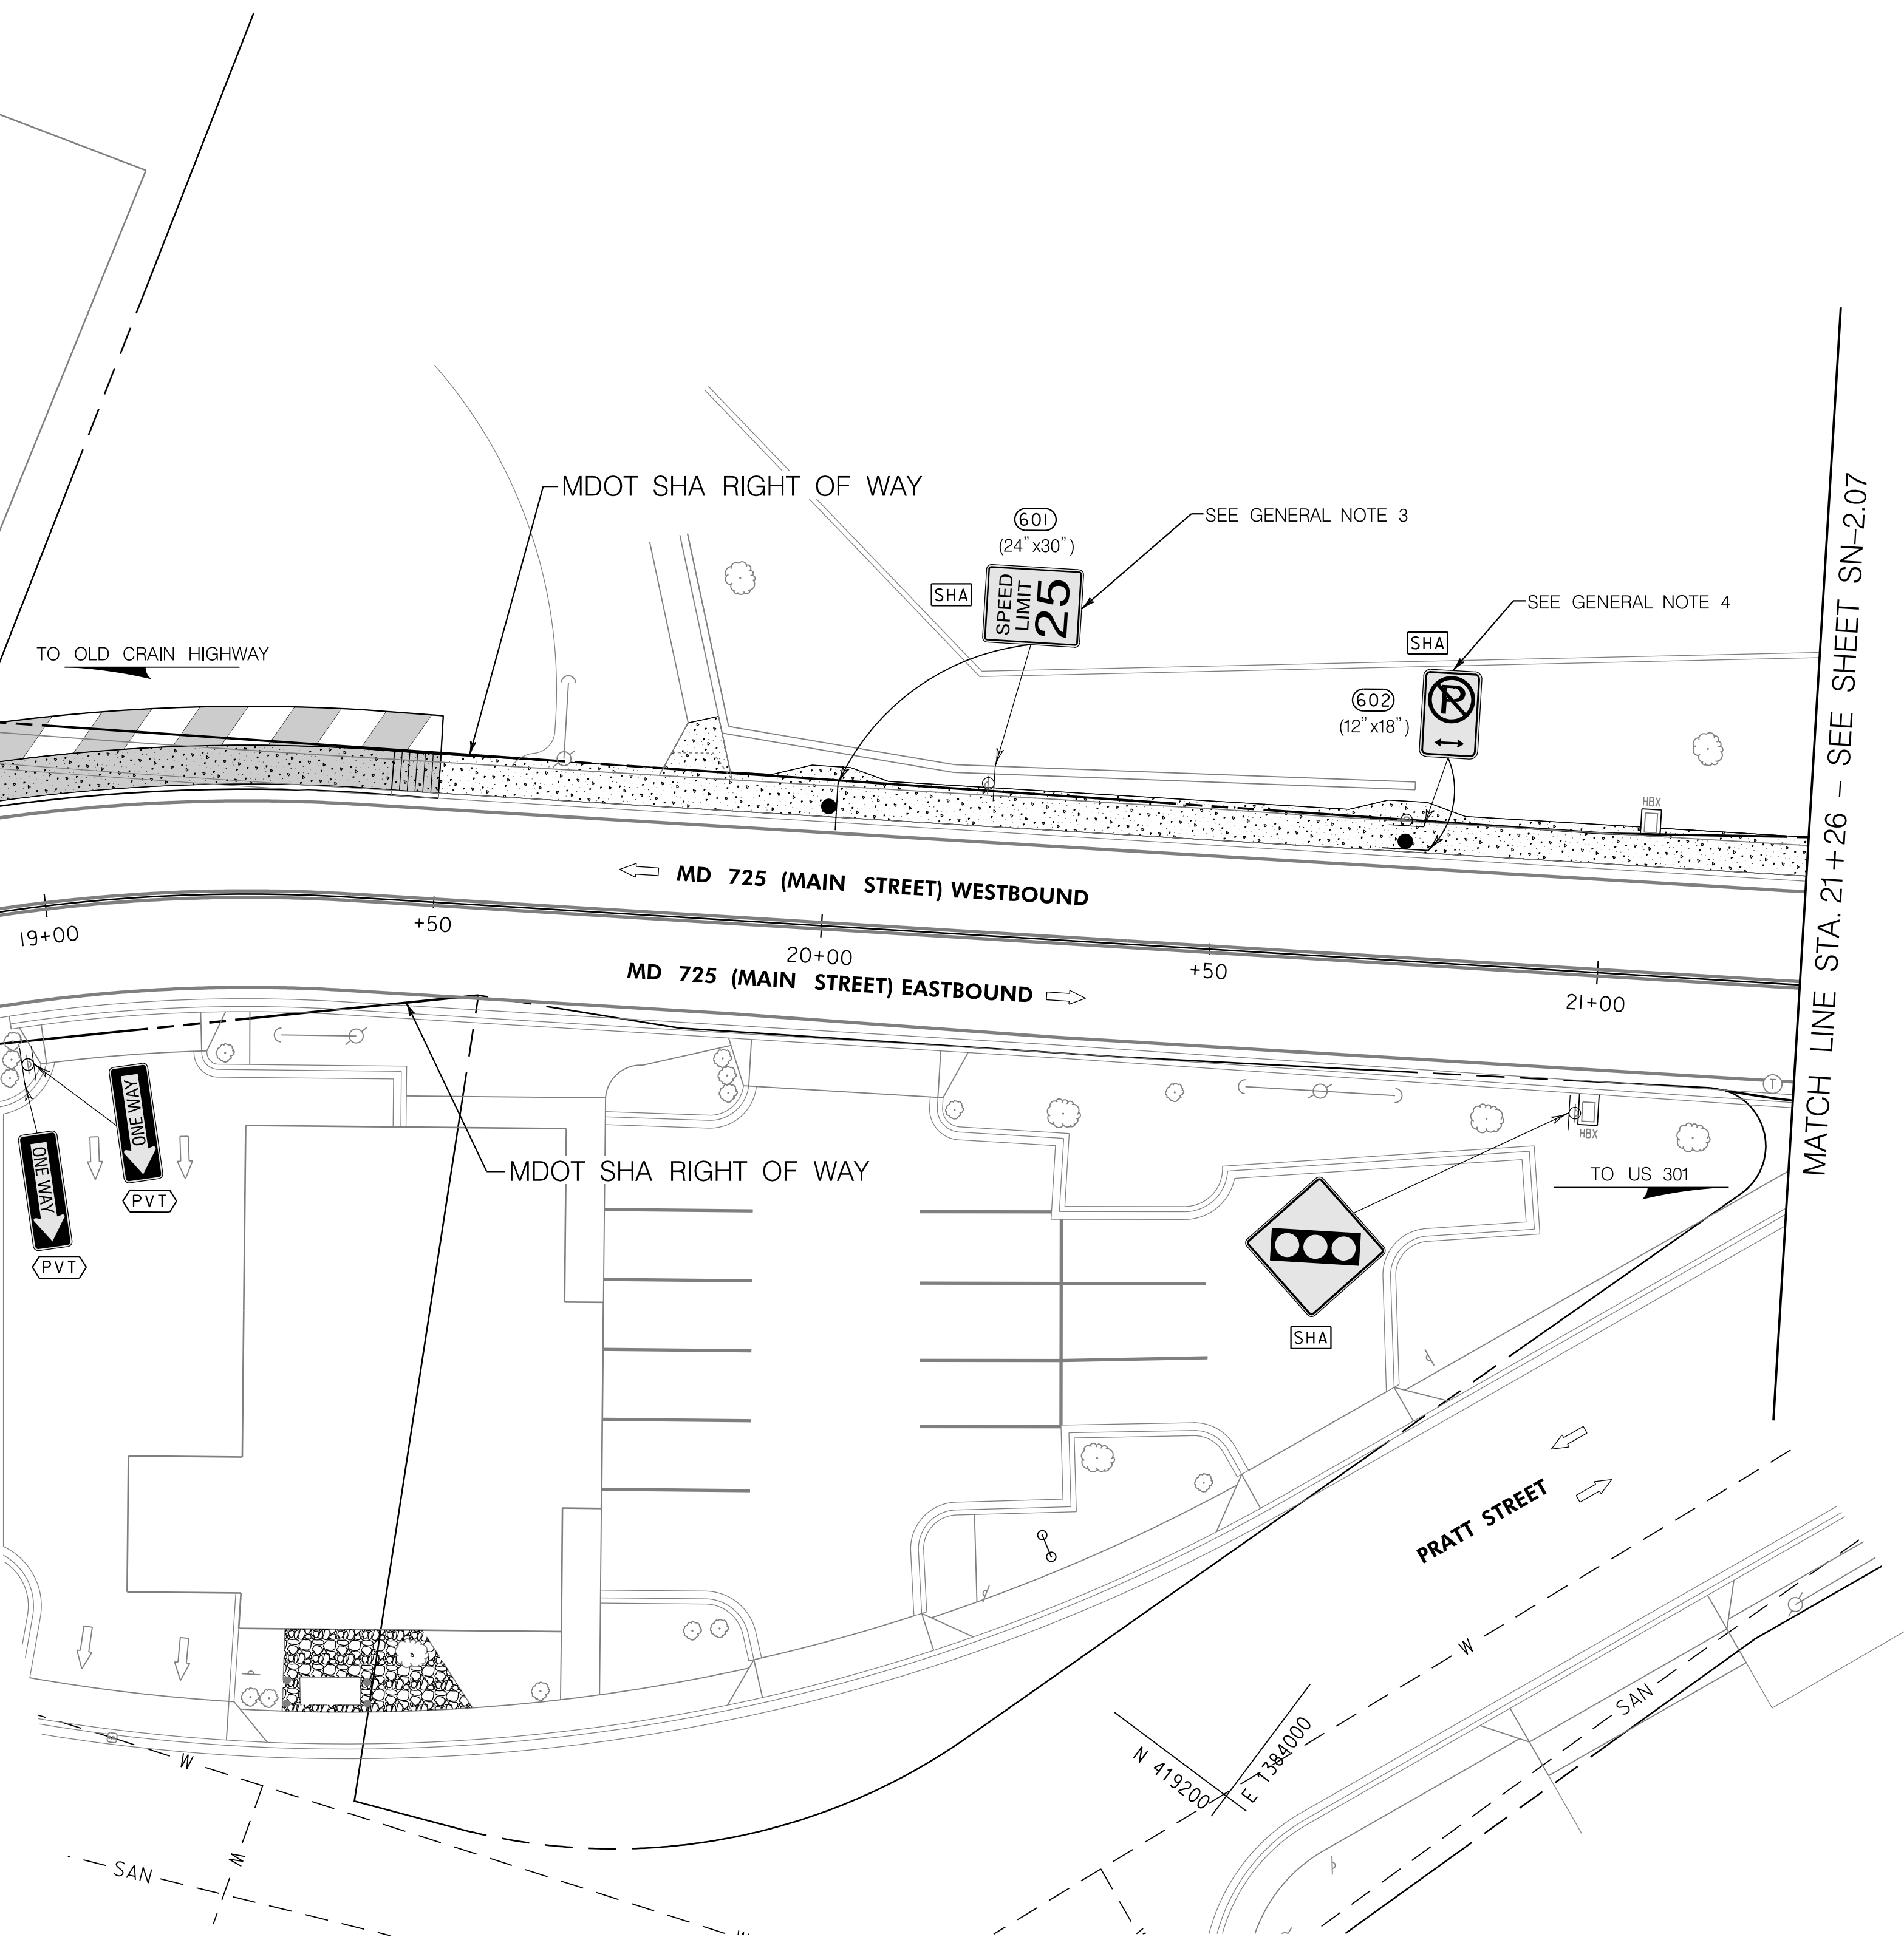 MDOT SHA RIGHT OF WAY
601
(24"x30")
SEE GENERAL NOTE 3
SHA
SPEED
LIMIT
25
SEE GENERAL NOTE 4
SHA
602
(12"x18")
P
TO OLD CRAIN HIGHWAY
HBX
MD 725 (MAIN STREET) WESTBOUND
19+00
+50
20+00
+50
21+00
MD 725 (MAIN STREET) EASTBOUND
MATCH LINE STA. 21+26 - SEE SHEET SN-2.07
T
HBX
ONE WAY
PVT
ONE WAY
PVT
MDOT SHA RIGHT OF WAY
TO US 301
SHA
PRATT STREET
W
SAN
N 419200
E 1384000
W
W
SAN
W